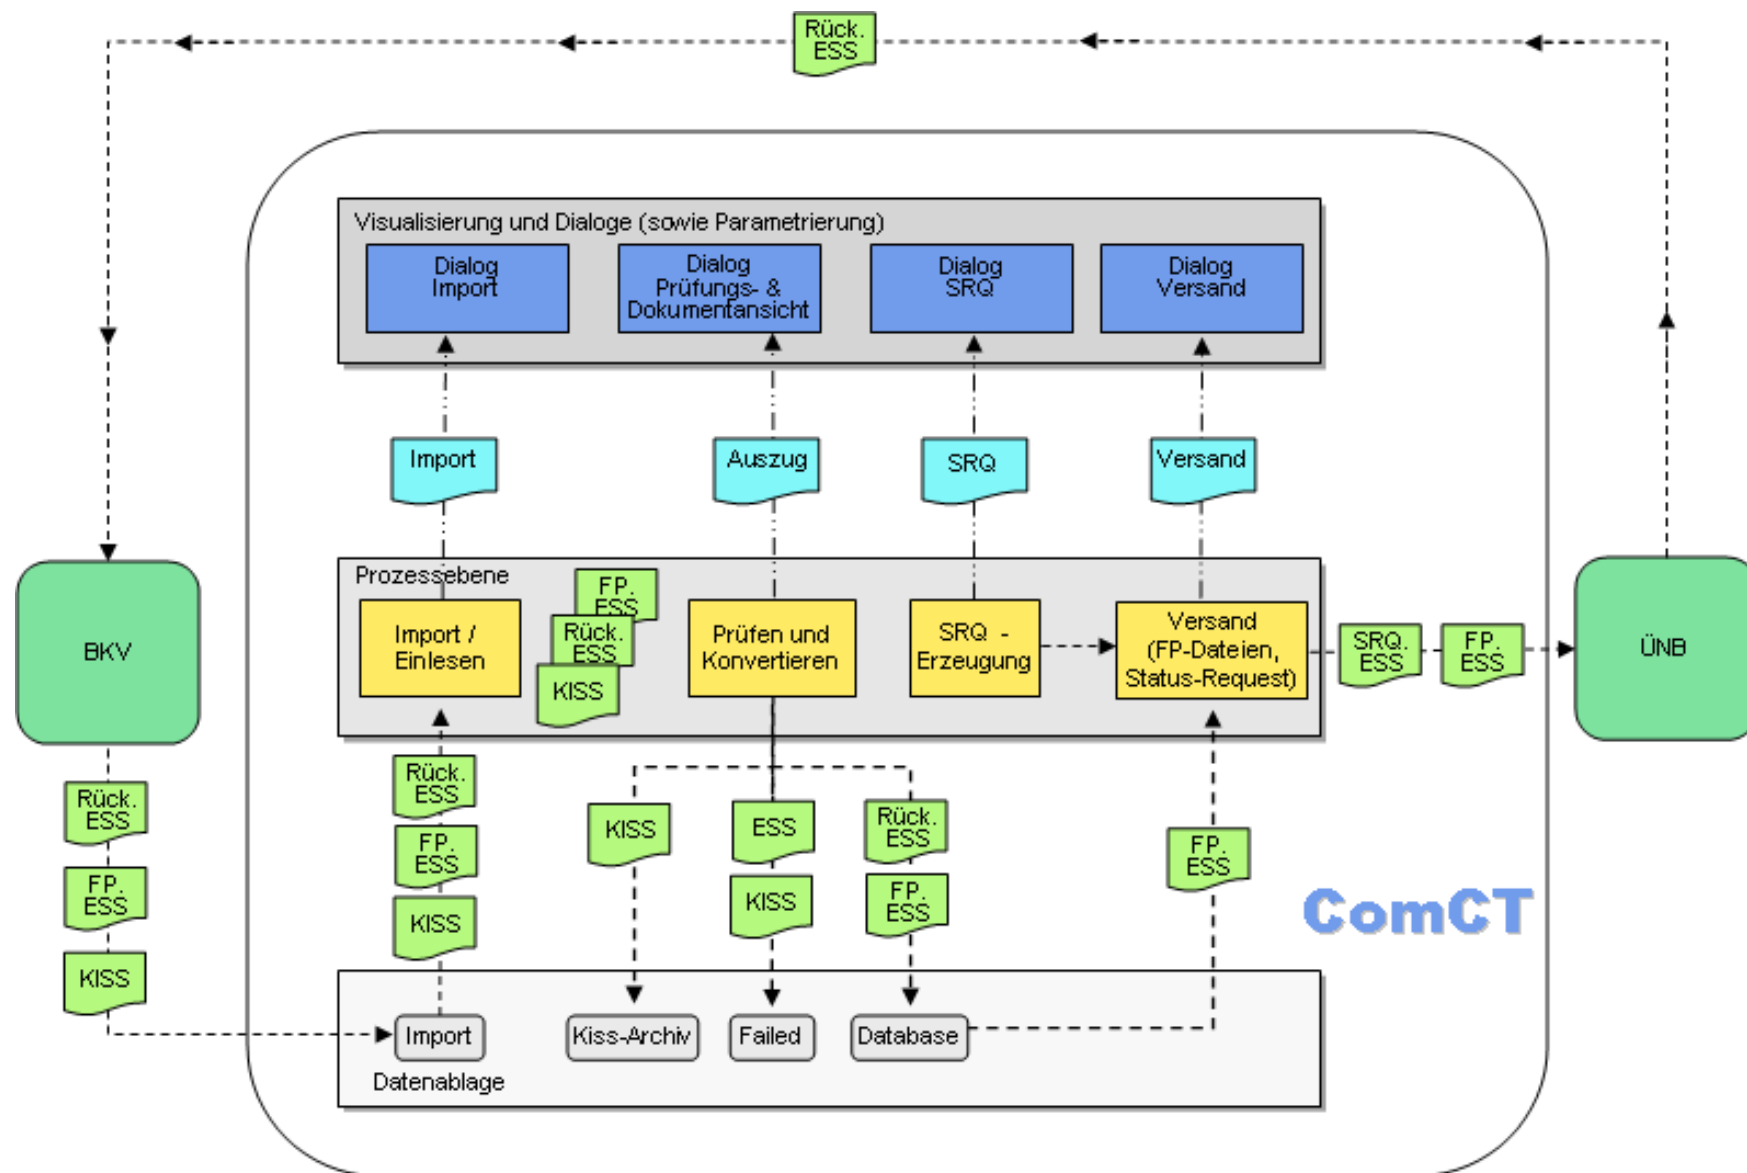 Rück.
ESS
Visualisierung und Dialoge (sowie Parametrierung)
Dialog
Import
Dialog
Prüfungs- &
Dokumentansicht
Dialog
SRQ
Dialog
Versand
Import
Auszug
SRQ
Versand
Prozessebene
BKV
Import /
Einlesen
FP.
ESS
Rück.
ESS
KISS
Prüfen und
Konvertieren
SRQ -
Erzeugung
Versand
(FP-Dateien,
Status-Request)
SRQ.
ESS
FP.
ESS
ÜNB
Rück.
ESS
FP.
ESS
KISS
Rück.
ESS
FP.
ESS
KISS
KISS
ESS
KISS
Rück.
ESS
FP.
ESS
FP.
ESS
ComCT
Import
Kiss-Archiv
Failed
Database
Datenablage